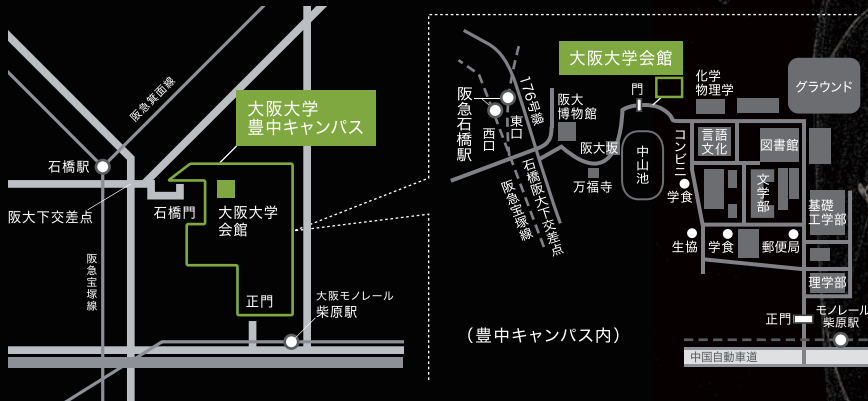 阪急箕面線
大阪大学
豊中キャンパス
石橋駅
阪大下交差点
石橋門
大阪大学
会館
阪急宝塚線
正門
大阪モノレール
柴原駅
大阪大学会館
176号線
阪急石橋駅
西口
東口
阪大
博物館
門
化学
物理学
グラウンド
阪大坂
万福寺
中山池
コンビニ
言語
文化
図書館
石橋阪大下交差点
阪急宝塚線
学食
文学部
基礎
工学部
生協
学食
郵便局
理学部
正門
モノレール
柴原駅
(豊中キャンパス内)
中国自動車道